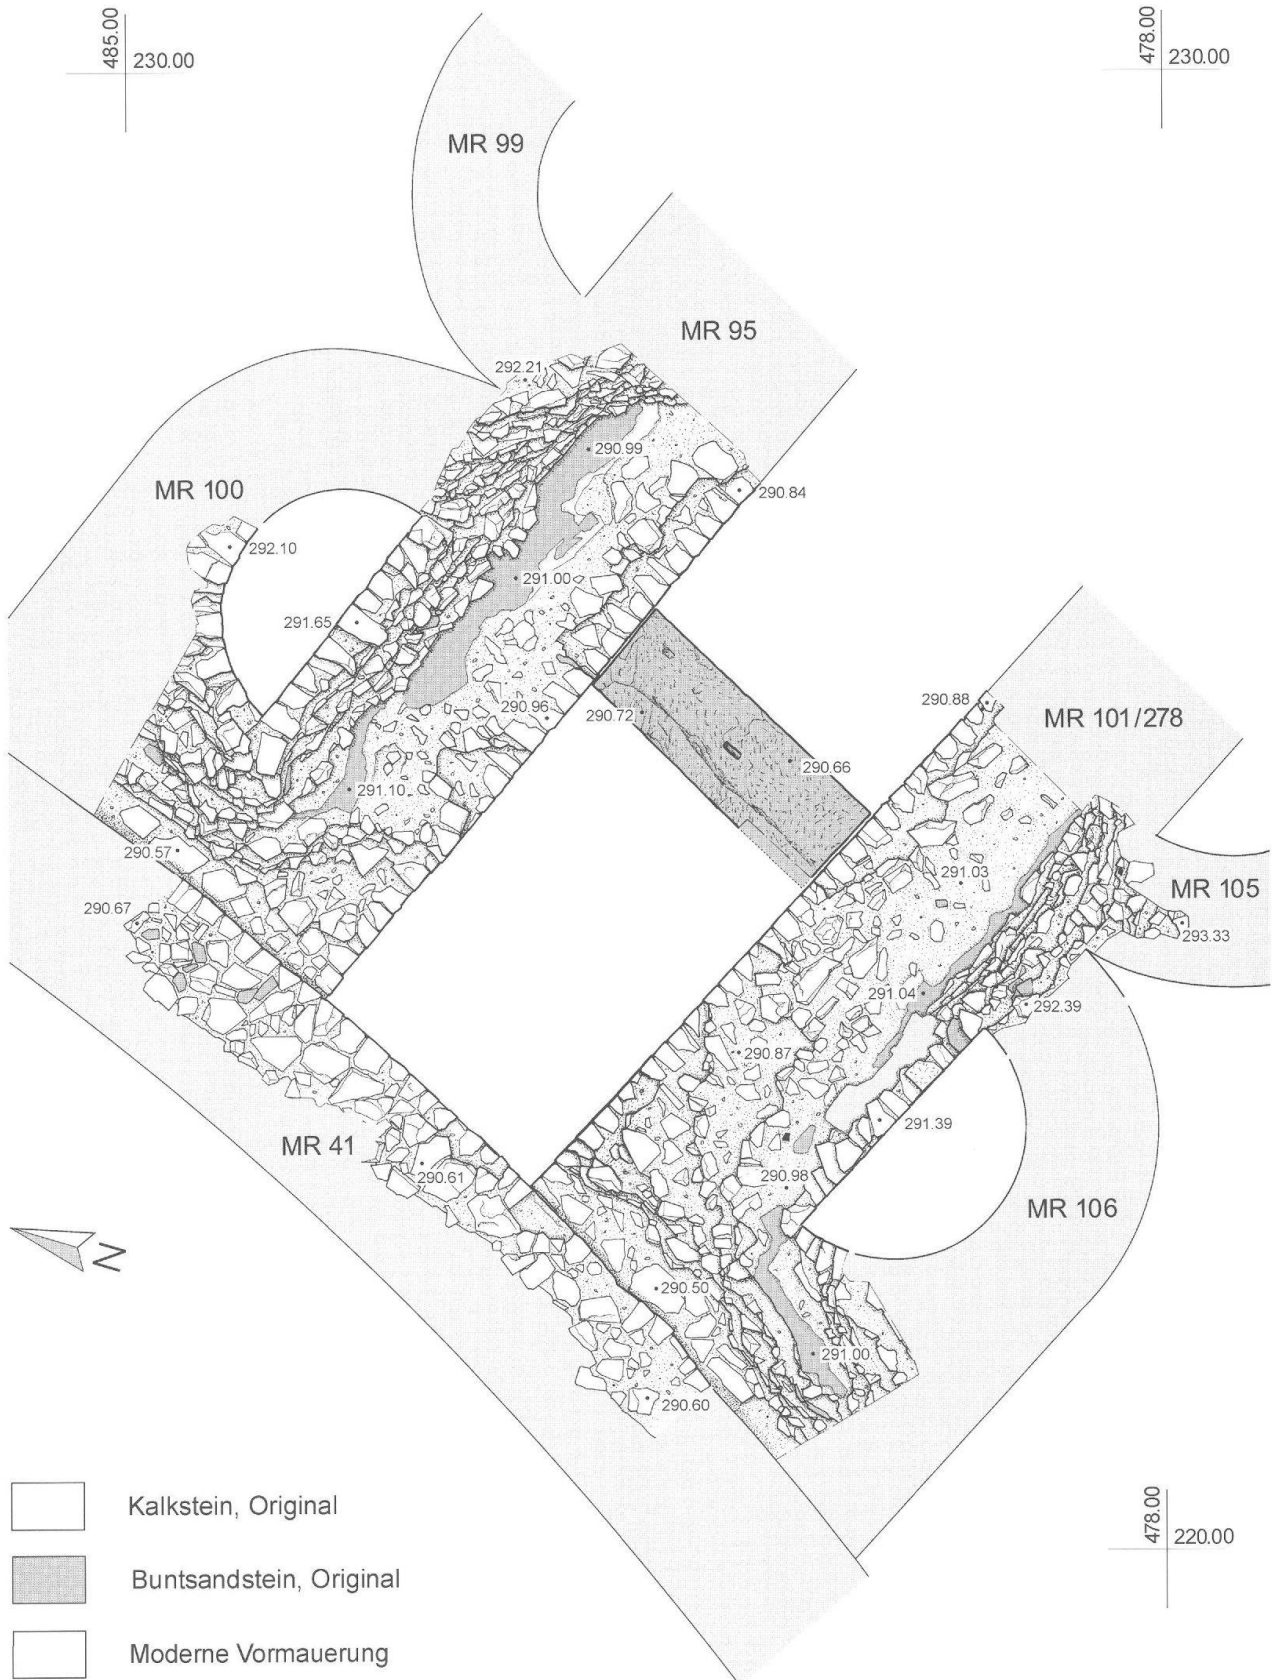 485.00
230.00
478.00
230.00
MR 99
MR 95
292.21
290.99
290.84
MR 100
292.10
291.00
291.65
290.88
290.96
290.72
MR 101/278
290.66
291.10
290.57
291.03
MR 105
290.67
293.33
291.04
292.39
290.87
291.39
MR 41
290.61
290.98
MR 106
N
290.50
291.00
290.60
478.00
220.00
Kalkstein, Original
Buntsandstein, Original
Moderne Vormauerung